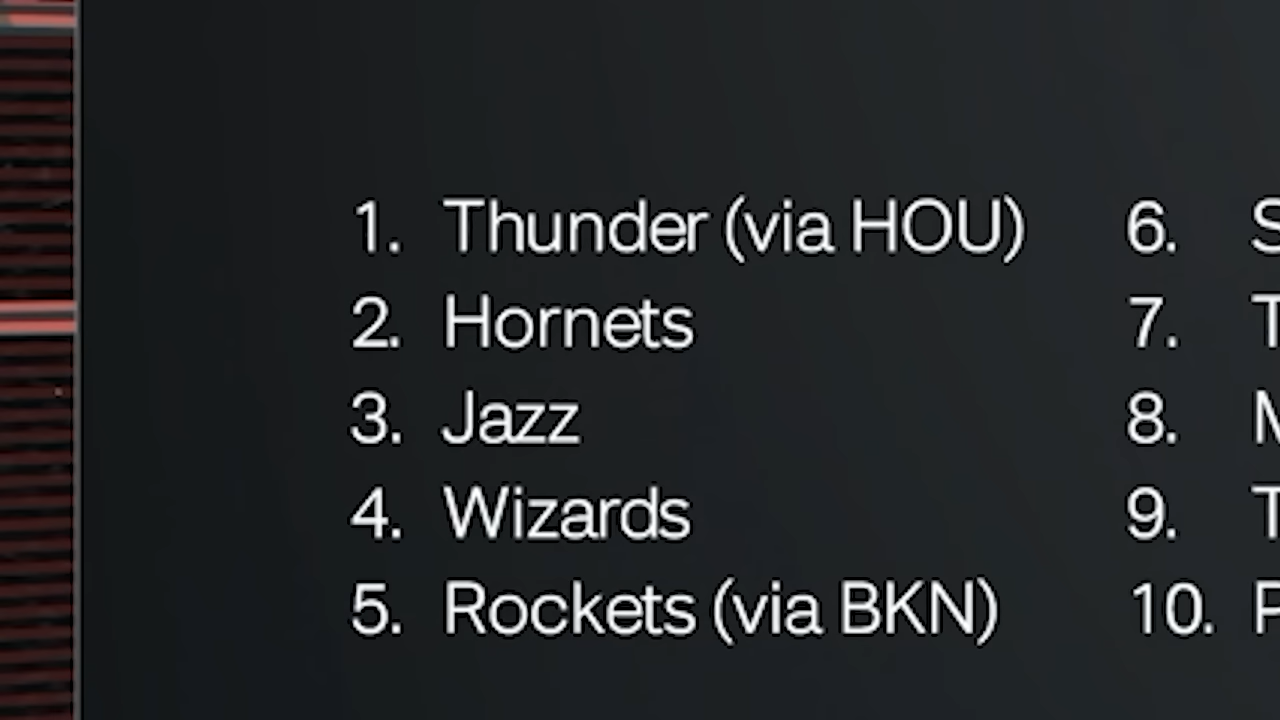 1. Thunder (via HOU)
2. Hornets
3. Jazz
4. Wizards
5. Rockets (via BKN)
6.
7.
8.
9.
10.